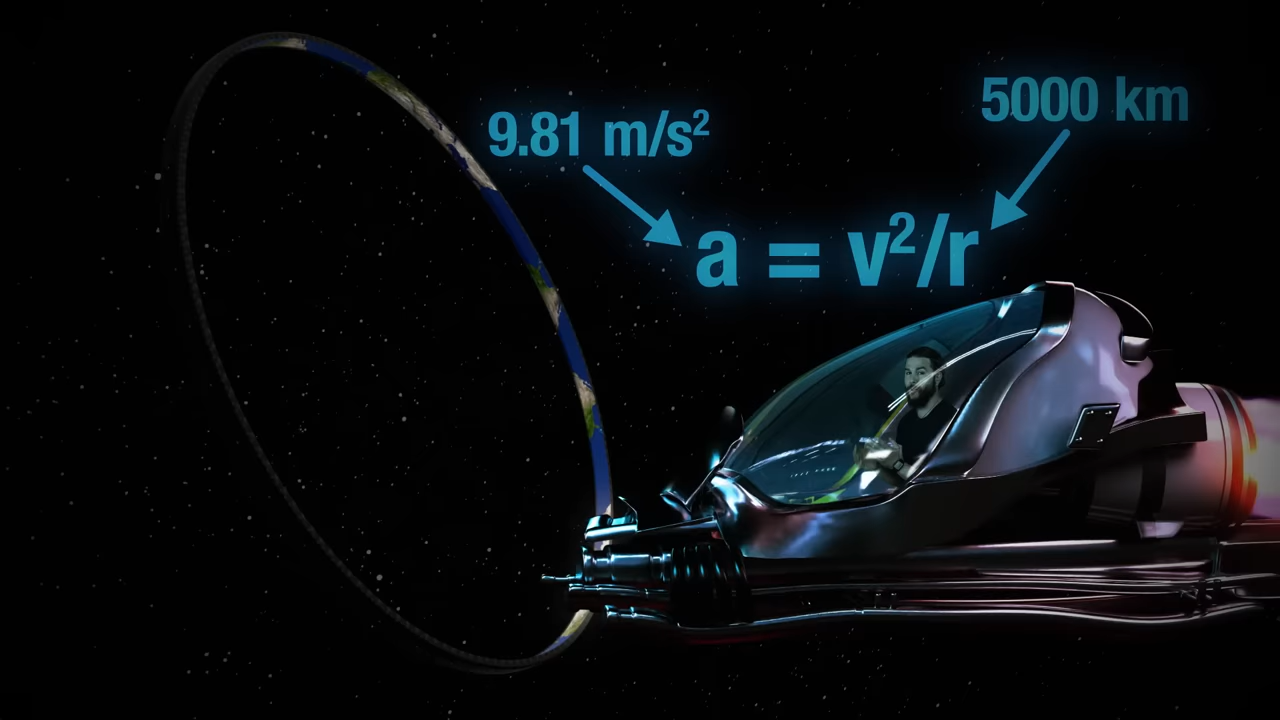 5000 km
9.81 m/s²
a = v²/r